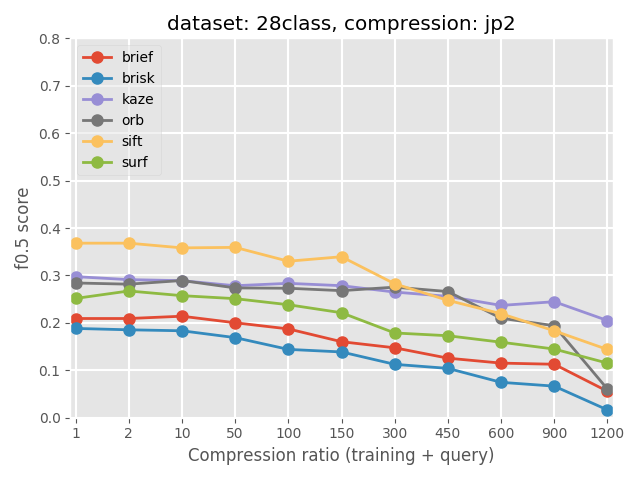 dataset: 28class, compression: jp2
0.8
0.7
0.6
0.5
0.4
0.3
0.2
0.1
0.0
f0.5 score
brief
brisk
kaze
orb
sift
surf
1 2 10 50 100 150 300 450 600 900 1200
Compression ratio (training + query)